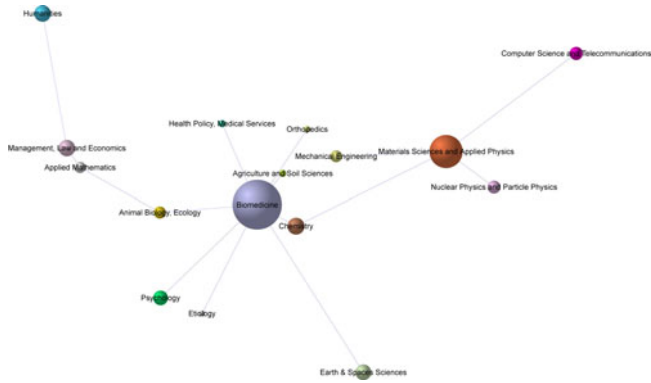 Humanities
Computer Science and Telecommunications
Health Policy, Medical Services
Orthopedics
Management, Law and Economics
Materials Sciences and Applied Physics
Mechanical Engineering
Applied Mathematics
Agriculture and Soil Sciences
Nuclear Physics and Particle Physics
Biomedicine
Animal Biology, Ecology
Chemistry
Psychology
Etiology
Earth & Spaces Sciences